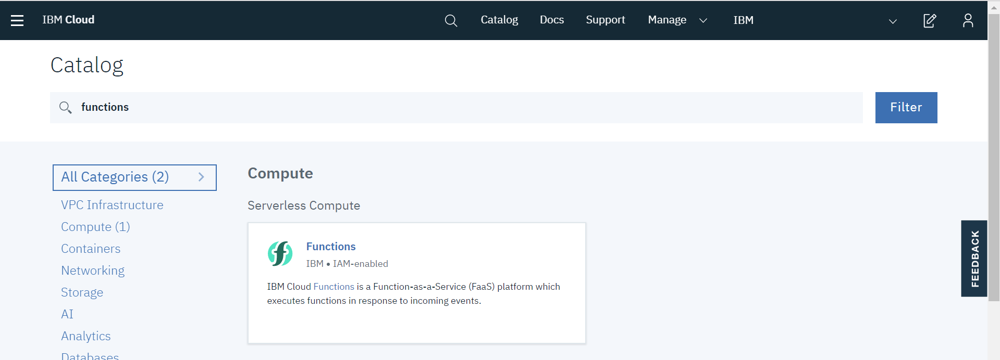 IBM Cloud
Catalog Docs Support Manage IBM
Catalog
functions
Filter
All Categories (2)
VPC Infrastructure
Compute (1)
Containers
Networking
Storage
AI
Analytics
Databases
Compute
Serverless Compute
Functions
IBM • IAM-enabled
IBM Cloud Functions is a Function-as-a-Service (FaaS) platform which
executes functions in response to incoming events.
FEEDBACK